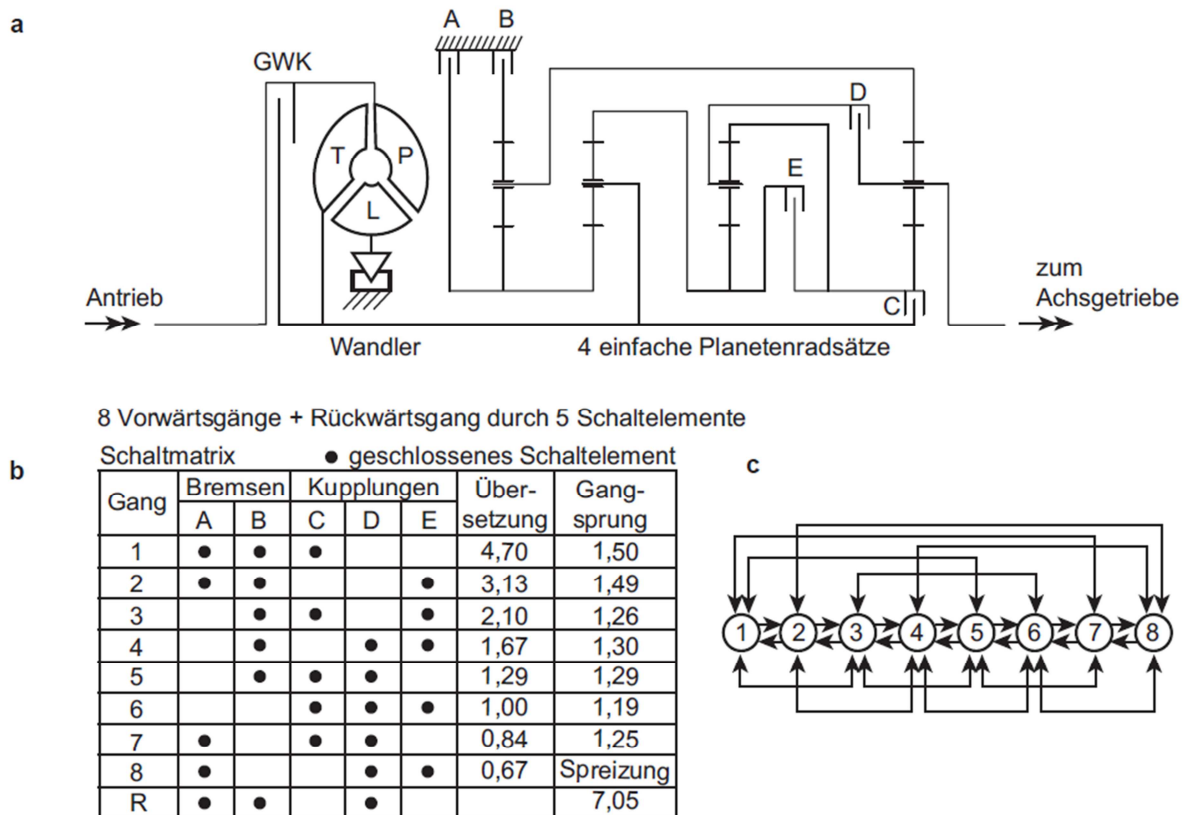 a
A B
GWK
D
T P
E
L
C
Antrieb
zum
Achsgetriebe
Wandler
4 einfache Planetenradsätze
8 Vorwärtsgänge + Rückwärtsgang durch 5 Schaltelemente
b
Schaltmatrix ● geschlossenes Schaltelement
c
Gang Bremsen Kupplungen Über- Gang-
A B C D E setzung sprung
1 ● ● ● 4,70 1,50
2 ● ● ● 3,13 1,49
3 ● ● ● 2,10 1,26
4 ● ● ● 1,67 1,30
5 ● ● ● 1,29 1,29
6 ● ● ● 1,00 1,19
7 ● ● ● 0,84 1,25
8 ● ● ● 0,67 Spreizung
R ● ● ● 7,05
1 2 3 4 5 6 7 8